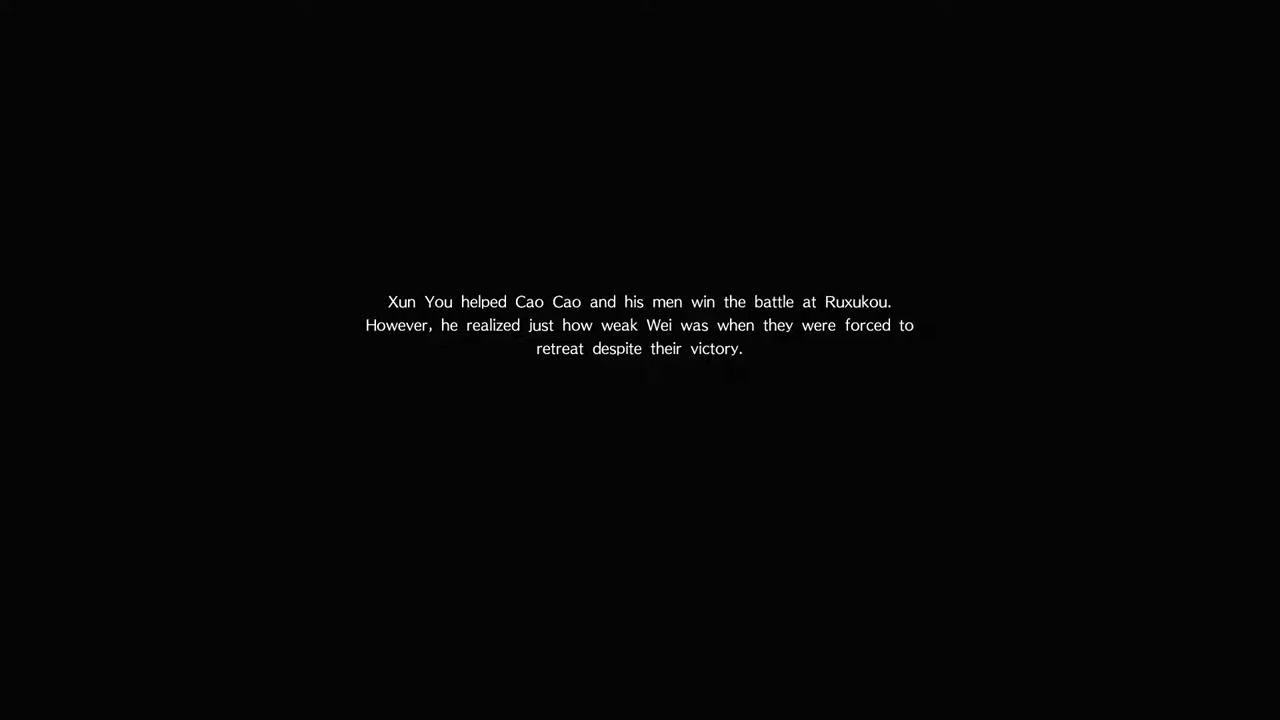 Xun You helped Cao Cao and his men win the battle at Ruxukou.
However, he realized just how weak Wei was when they were forced to
retreat despite their victory.